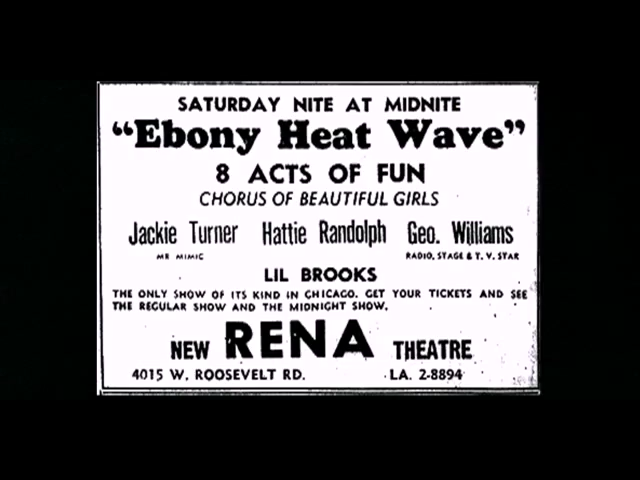 SATURDAY NITE AT MIDNITE
“Ebony Heat Wave”
8 ACTS OF FUN
CHORUS OF BEAUTIFUL GIRLS
Jackie Turner Hattie Randolph Geo. Williams
MR MIMIC RADIO, STAGE & T. V. STAR
LIL BROOKS
THE ONLY SHOW OF ITS KIND IN CHICAGO. GET YOUR TICKETS AND SEE
THE REGULAR SHOW AND THE MIDNIGHT SHOW.
NEW RENA THEATRE
4015 W. ROOSEVELT RD. LA. 2-8894